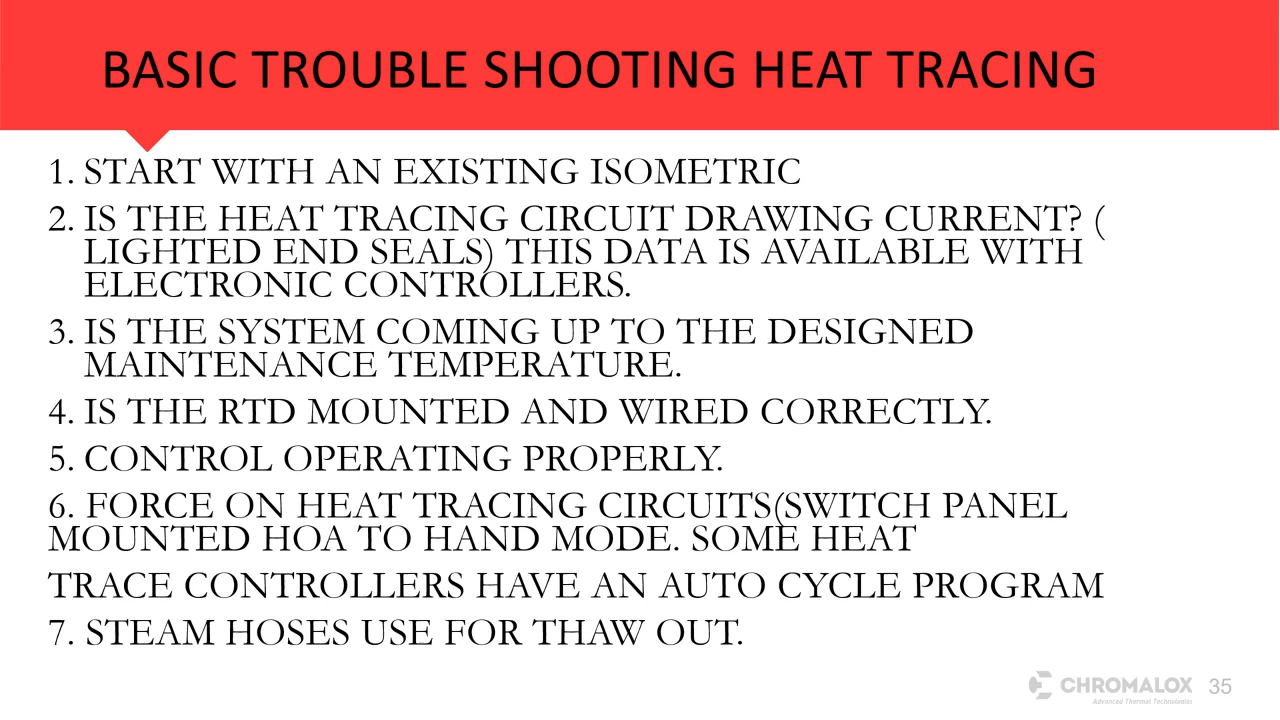 BASIC TROUBLE SHOOTING HEAT TRACING
1. START WITH AN EXISTING ISOMETRIC
2. IS THE HEAT TRACING CIRCUIT DRAWING CURRENT? (
LIGHTED END SEALS) THIS DATA IS AVAILABLE WITH
ELECTRONIC CONTROLLERS.
3. IS THE SYSTEM COMING UP TO THE DESIGNED
MAINTENANCE TEMPERATURE.
4. IS THE RTD MOUNTED AND WIRED CORRECTLY.
5. CONTROL OPERATING PROPERLY.
6. FORCE ON HEAT TRACING CIRCUITS(SWITCH PANEL
MOUNTED HOA TO HAND MODE. SOME HEAT
TRACE CONTROLLERS HAVE AN AUTO CYCLE PROGRAM
7. STEAM HOSES USE FOR THAW OUT.
CHROMALOX
Advanced Thermal Technologies
35